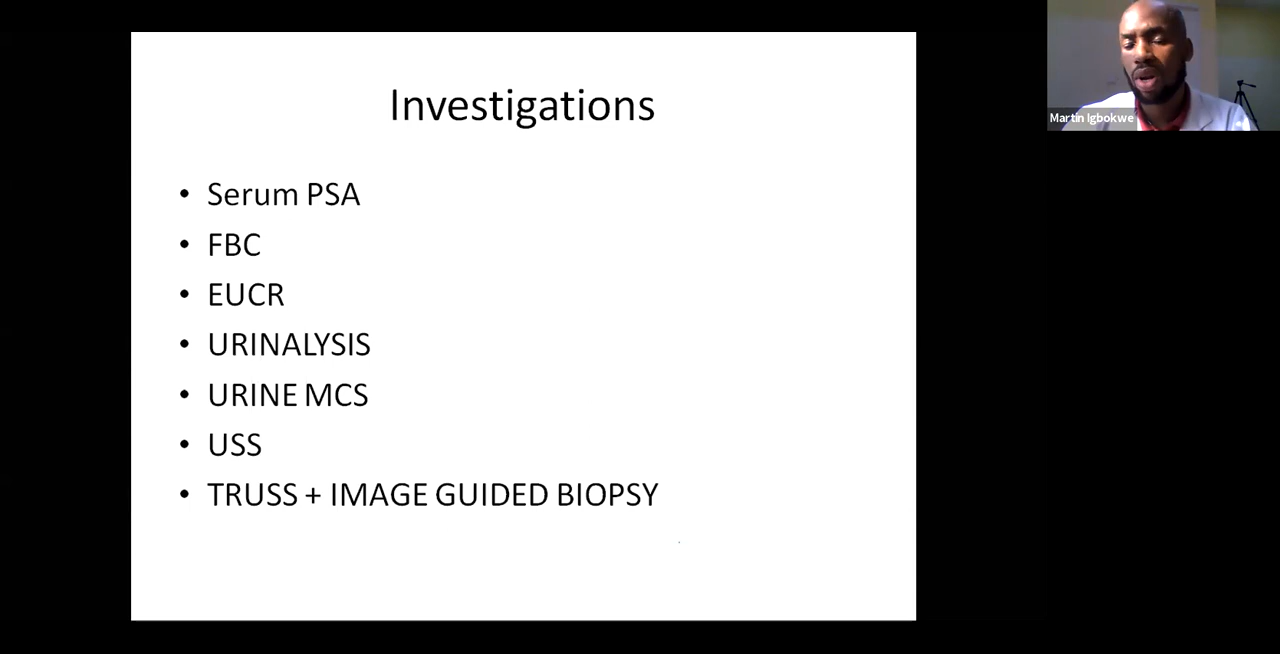 Investigations
• Serum PSA
• FBC
• EUCR
• URINALYSIS
• URINE MCS
• USS
• TRUSS + IMAGE GUIDED BIOPSY
Martin Igbokwe